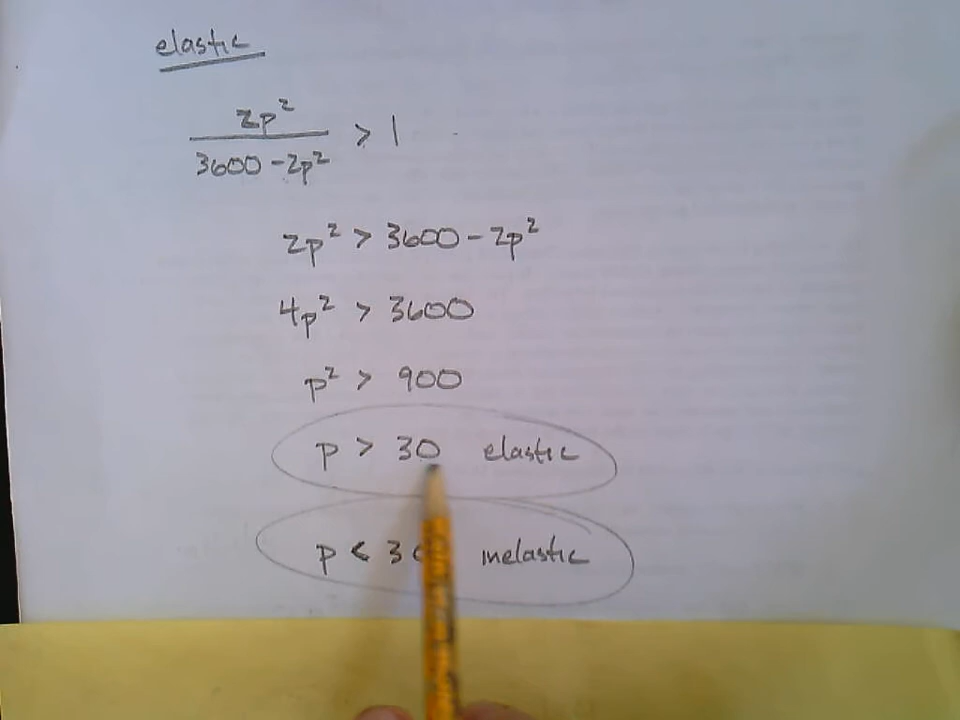 elastic
2p²
3600 - 2p² > 1
2p² > 3600 - 2p²
4p² > 3600
p² > 900
p > 30 elastic
p < 3 inelastic